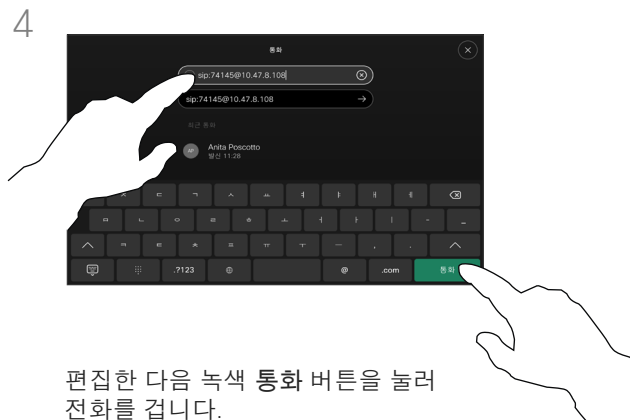 4
통화
sip:74145@10.47.8.108
sip:74145@10.47.8.108
최근 통화
AP Anita Poscotto
발신 11.28
ㅈ ㄷ ㄱ ㅅ ㅛ ㅕ ㅑ ㅐ ㅔ
ㅁ ㄴ ㅇ ㄹ ㅎ ㅗ ㅓ ㅏ ㅣ - _
ㅋ ㅌ ㅊ ㅍ ㅠ ㅜ ㅡ , .
.?123 @ .com 통화
편집한 다음 녹색 통화 버튼을 눌러
전화를 겁니다.